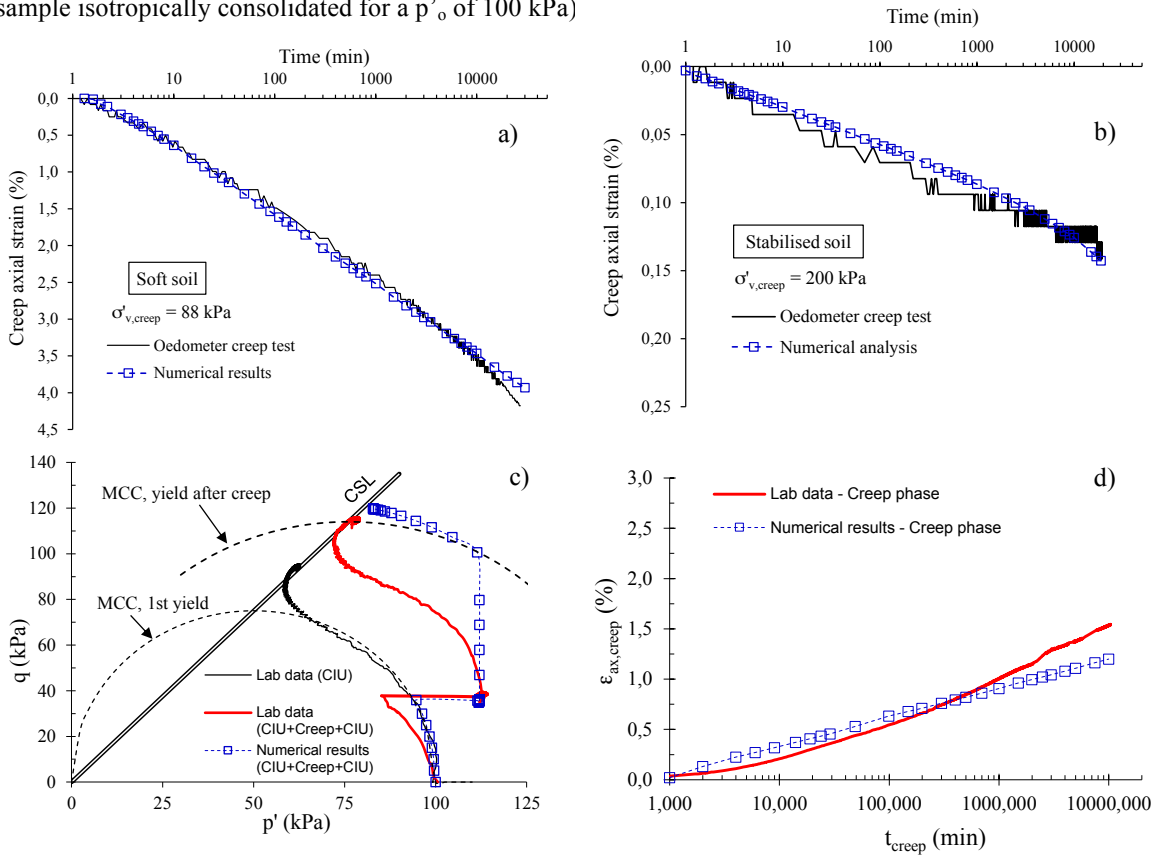 sample isotropically consolidated for a p'o of 100 kPa)
Time (min)
1 10 100 1000 10000
0,0
0,5
1,0
1,5
2,0
2,5
3,0
3,5
4,0
4,5
Creep axial strain (%)
a)
Soft soil
σ'v,creep = 88 kPa
Oedometer creep test
Numerical results
Time (min)
1 10 100 1000 10000
0,00
0,05
0,10
0,15
0,20
0,25
Creep axial strain (%)
b)
Stabilised soil
σ'v,creep = 200 kPa
Oedometer creep test
Numerical analysis
140
120
100
80
60
40
20
0
q (kPa)
c)
MCC, yield after creep
CSL
MCC, 1st yield
Lab data (CIU)
Lab data
(CIU+Creep+CIU)
Numerical results
(CIU+Creep+CIU)
0 25 50 75 100 125
p' (kPa)
3,0
2,5
2,0
1,5
1,0
0,5
0,0
εax,creep (%)
d)
Lab data - Creep phase
Numerical results - Creep phase
1,000 10,000 100,000 1000,000 10000,000
tcreep (min)